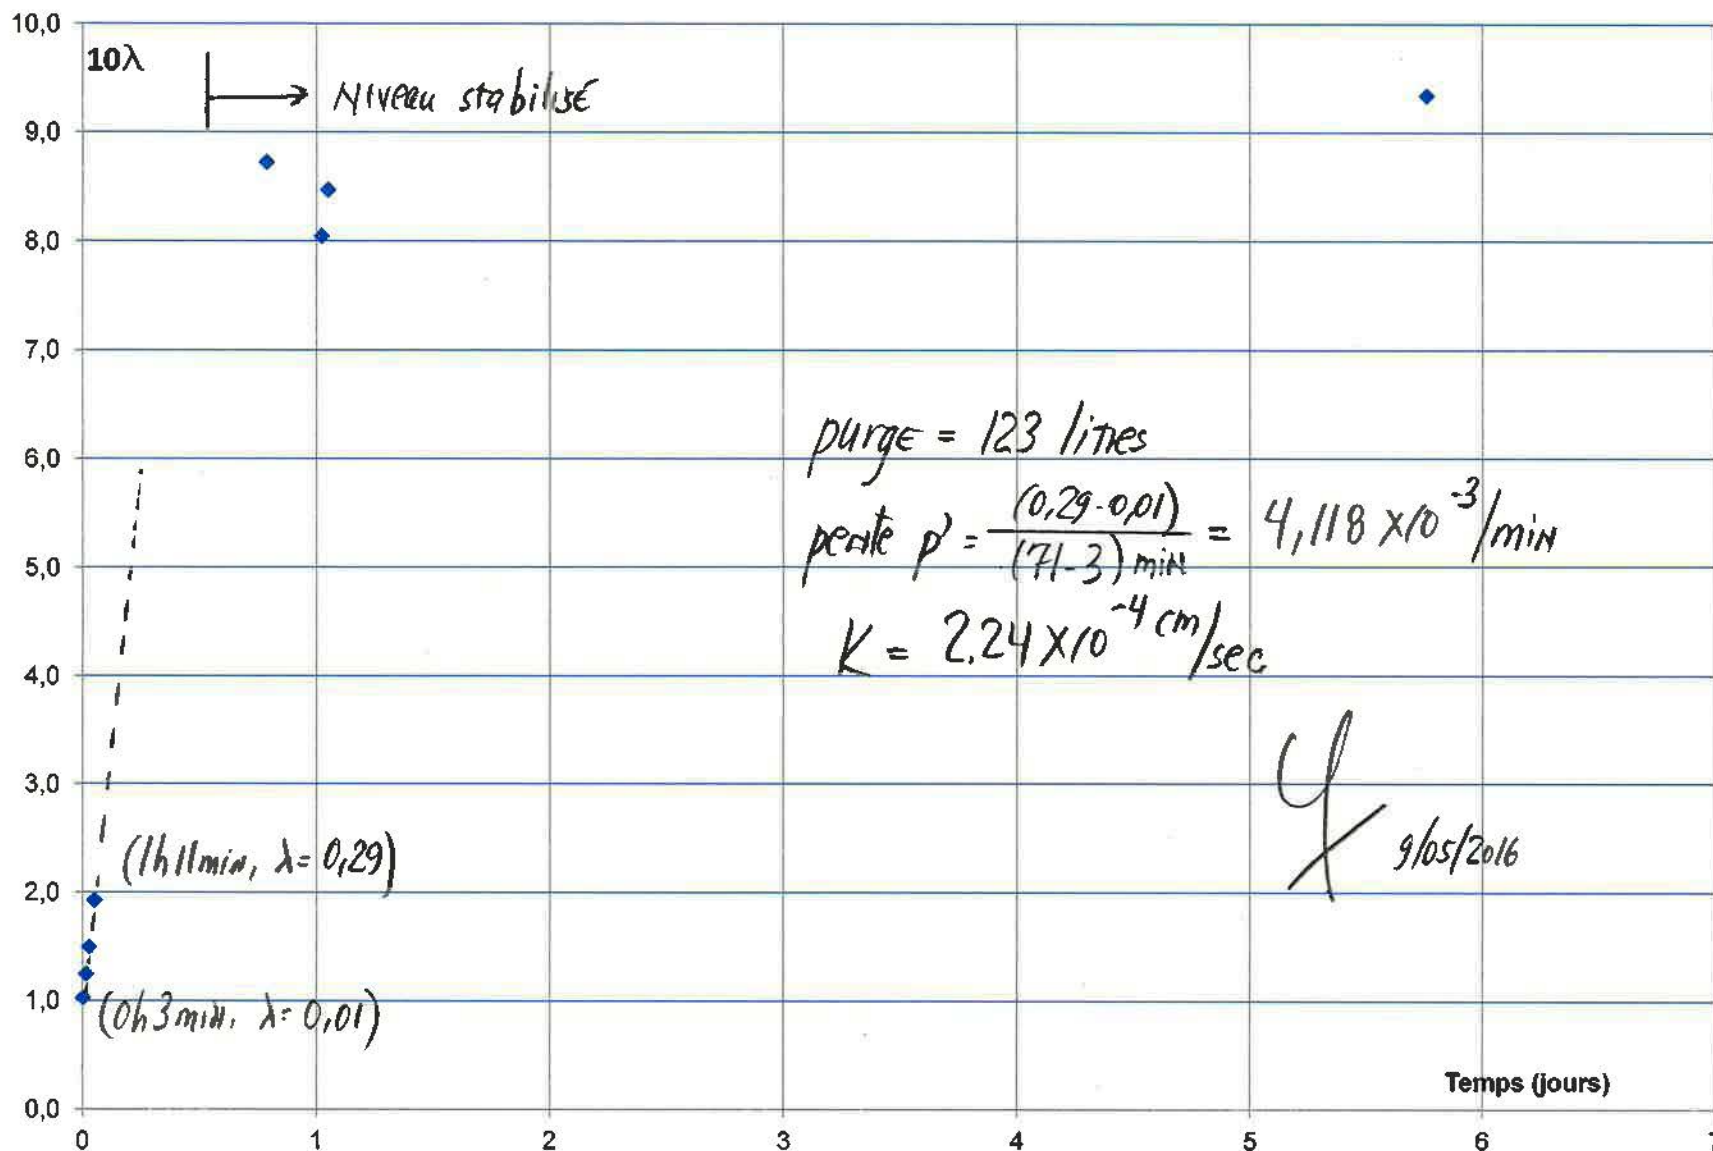 10,0
10λ
Niveau stabilisé
9,0
8,0
7,0
purge = 123 litres
6,0
pente p' = (0,29-0,01) / (71-3) min = 4,118 x10^-3/min
5,0
K = 2.24 x10^-4 cm/sec
4,0
3,0
(1h11min, λ=0,29)
9/05/2016
2,0
1,0
(0h3min, λ=0,01)
Temps (jours)
0,0
0 1 2 3 4 5 6